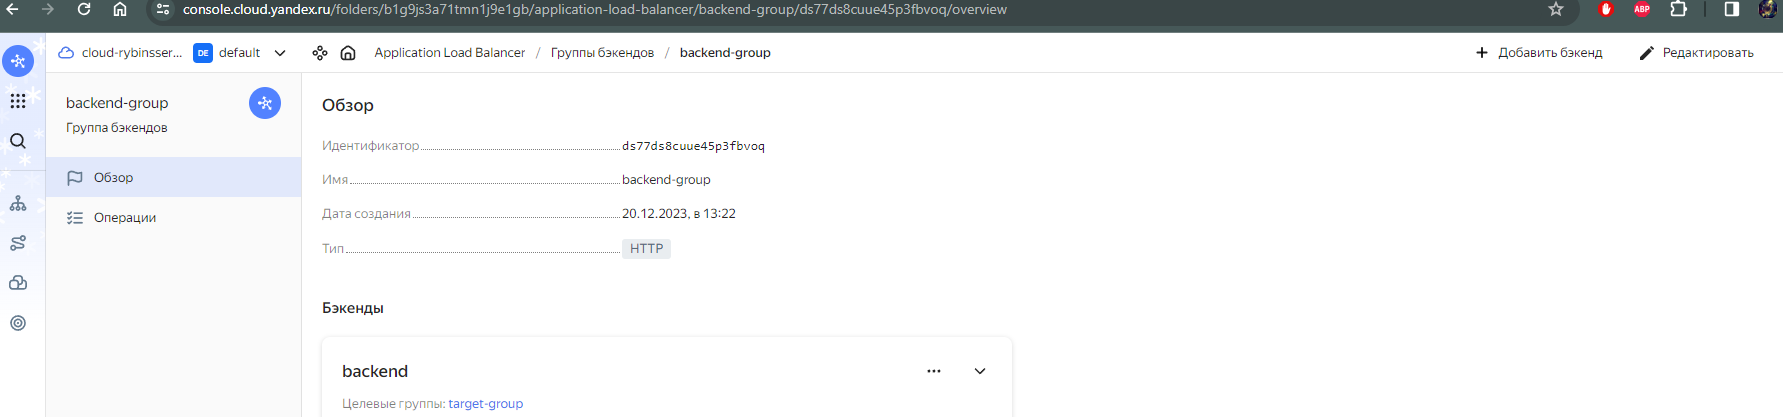 console.cloud.yandex.ru/folders/b1g9js3a71tmn1j9e1gb/application-load-balancer/backend-group/ds77ds8cuue45p3fbvoq/overview
ABP
cloud-rybinsser... DE default Application Load Balancer / Группы бэкендов / backend-group + Добавить бэкенд Редактировать
backend-group
Группа бэкендов
Обзор
Операции
Обзор
Идентификатор ds77ds8cuue45p3fbvoq
Имя backend-group
Дата создания 20.12.2023, в 13:22
Тип HTTP
Бэкенды
backend
Целевые группы: target-group